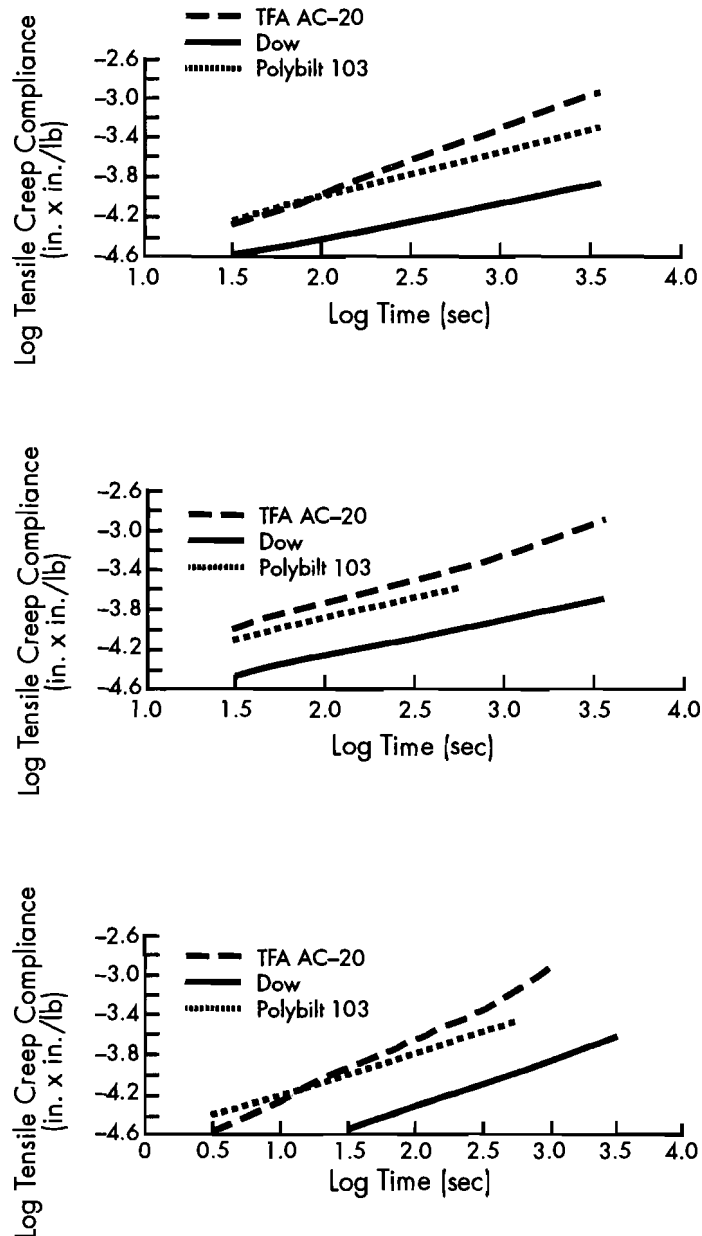 TFA AC–20
Dow
Polybilt 103
Log Tensile Creep Compliance
(in. x in./lb)
–2.6
–3.0
–3.4
–3.8
–4.2
–4.6
1.0 1.5 2.0 2.5 3.0 3.5 4.0
Log Time (sec)
Log Tensile Creep Compliance
(in. x in./lb)
–2.6
–3.0
–3.4
–3.8
–4.2
–4.6
TFA AC–20
Dow
Polybilt 103
1.0 1.5 2.0 2.5 3.0 3.5 4.0
Log Time (sec)
Log Tensile Creep Compliance
(in. x in./lb)
–2.6
–3.0
–3.4
–3.8
–4.2
–4.6
TFA AC–20
Dow
Polybilt 103
0 0.5 1.0 1.5 2.0 2.5 3.0 3.5 4.0
Log Time (sec)